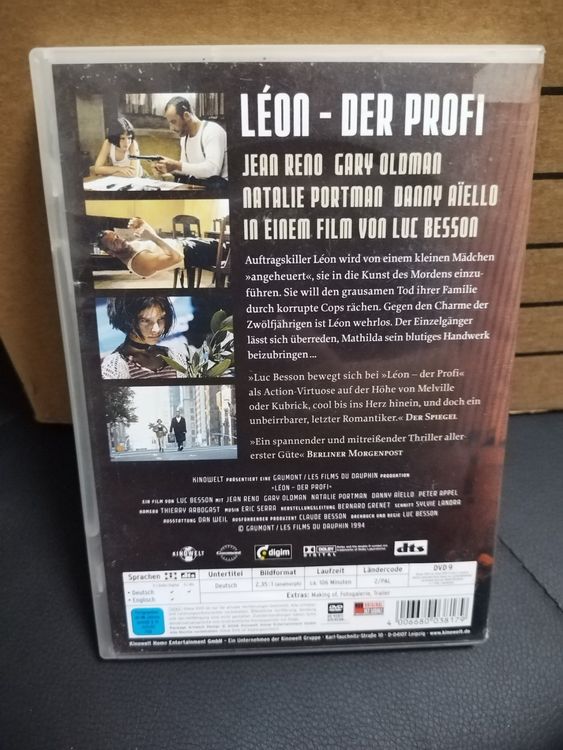 LÉON - DER PROFI
JEAN RENO GARY OLDMAN
NATALIE PORTMAN DANNY AÏELLO
IN EINEM FILM VON LUC BESSON
Auftragskiller Léon wird von einem kleinen Mädchen
»angeheuert«, sie in die Kunst des Mordens einzu-
führen. Sie will den grausamen Tod ihrer Familie
durch korrupte Cops rächen. Gegen den Charme der
Zwölfjährigen ist Léon wehrlos. Der Einzelgänger
lässt sich überreden, Mathilda sein blutiges Handwerk
beizubringen...
»Luc Besson bewegt sich bei »Léon – der Profi«
als Action-Virtuose auf der Höhe von Melville
oder Kubrick, cool bis ins Herz hinein, und doch ein
unbeirrbarer, letzter Romantiker.« DER SPIEGEL
»Ein spannender und mitreißender Thriller aller-
erster Güte« BERLINER MORGENPOST
KINOWELT PRÄSENTIERT EINE GAUMONT/LES FILMS DU DAUPHIN PRODUKTION
»LÉON - DER PROFI«
EIN FILM VON LUC BESSON MIT JEAN RENO GARY OLDMAN NATALIE PORTMAN DANNY AÏELLO PETER APPEL
KAMERA THIERRY ARBOGAST MUSIK ERIC SERRA HERSTELLUNGSLEITUNG BERNARD GRENET SCHNITT SYLVIE LANDRA
AUSSTATTUNG DAN WEIL AUSFÜHRENDER PRODUZENT CLAUDE BESSON DREHBUCH UND REGIE LUC BESSON
© GAUMONT/LES FILMS DU DAUPHIN 1994
KINOWELT
Gaumont
digim
DOLBY
DIGITAL
dts
Sprachen
Untertitel
Bildformat
Laufzeit
Ländercode
DVD 9
• Deutsch
• Englisch
Deutsch
2,35:1 (anamorph)
ca. 106 Minuten
2/PAL
Extras: Making of, Fotogalerie, Trailer
DVD
4 006680 038179
Kinowelt Home Entertainment GmbH - Ein Unternehmen der Kinowelt Gruppe - Karl-Tauchnitz-Straße 10 - D-04107 Leipzig - www.kinowelt.de